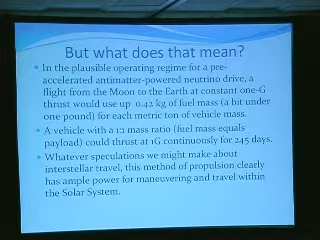 But what does that mean?
In the plausible operating regime for a pre-
accelerated antimatter-powered neutrino drive, a
flight from the Moon to the Earth at constant one-G
thrust would use up 0.42 kg of fuel mass (a bit under
one pound) for each metric ton of vehicle mass.
A vehicle with a 1:1 mass ratio (fuel mass equals
payload) could thrust at 1G continuously for 245 days.
Whatever speculations we might make about
interstellar travel, this method of propulsion clearly
has ample power for maneuvering and travel within
the Solar System.